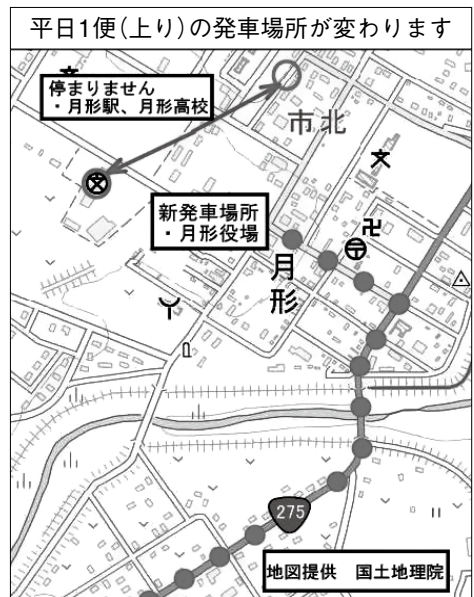 平日1便(上り)の発車場所が変わります
停まりません
・月形駅、月形高校
市北
新発車場所
・月形役場
月形
275
地図提供 国土地理院